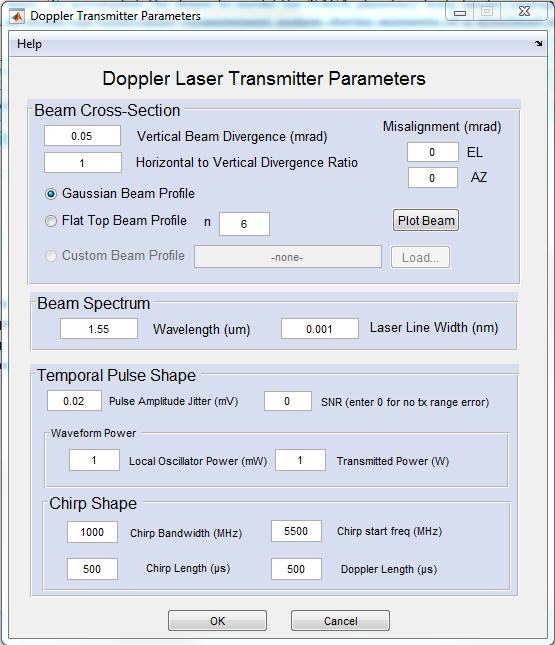 Doppler Transmitter Parameters
Help
Doppler Laser Transmitter Parameters
Beam Cross-Section
0.05 Vertical Beam Divergence (mrad)
1 Horizontal to Vertical Divergence Ratio
Misalignment (mrad)
0 EL
0 AZ
Gaussian Beam Profile
Flat Top Beam Profile n 6
Plot Beam
Custom Beam Profile -none- Load...
Beam Spectrum
1.55 Wavelength (um) 0.001 Laser Line Width (nm)
Temporal Pulse Shape
0.02 Pulse Amplitude Jitter (mV) 0 SNR (enter 0 for no tx range error)
Waveform Power
1 Local Oscillator Power (mW) 1 Transmitted Power (W)
Chirp Shape
1000 Chirp Bandwidth (MHz) 5500 Chirp start freq (MHz)
500 Chirp Length (µs) 500 Doppler Length (µs)
OK Cancel